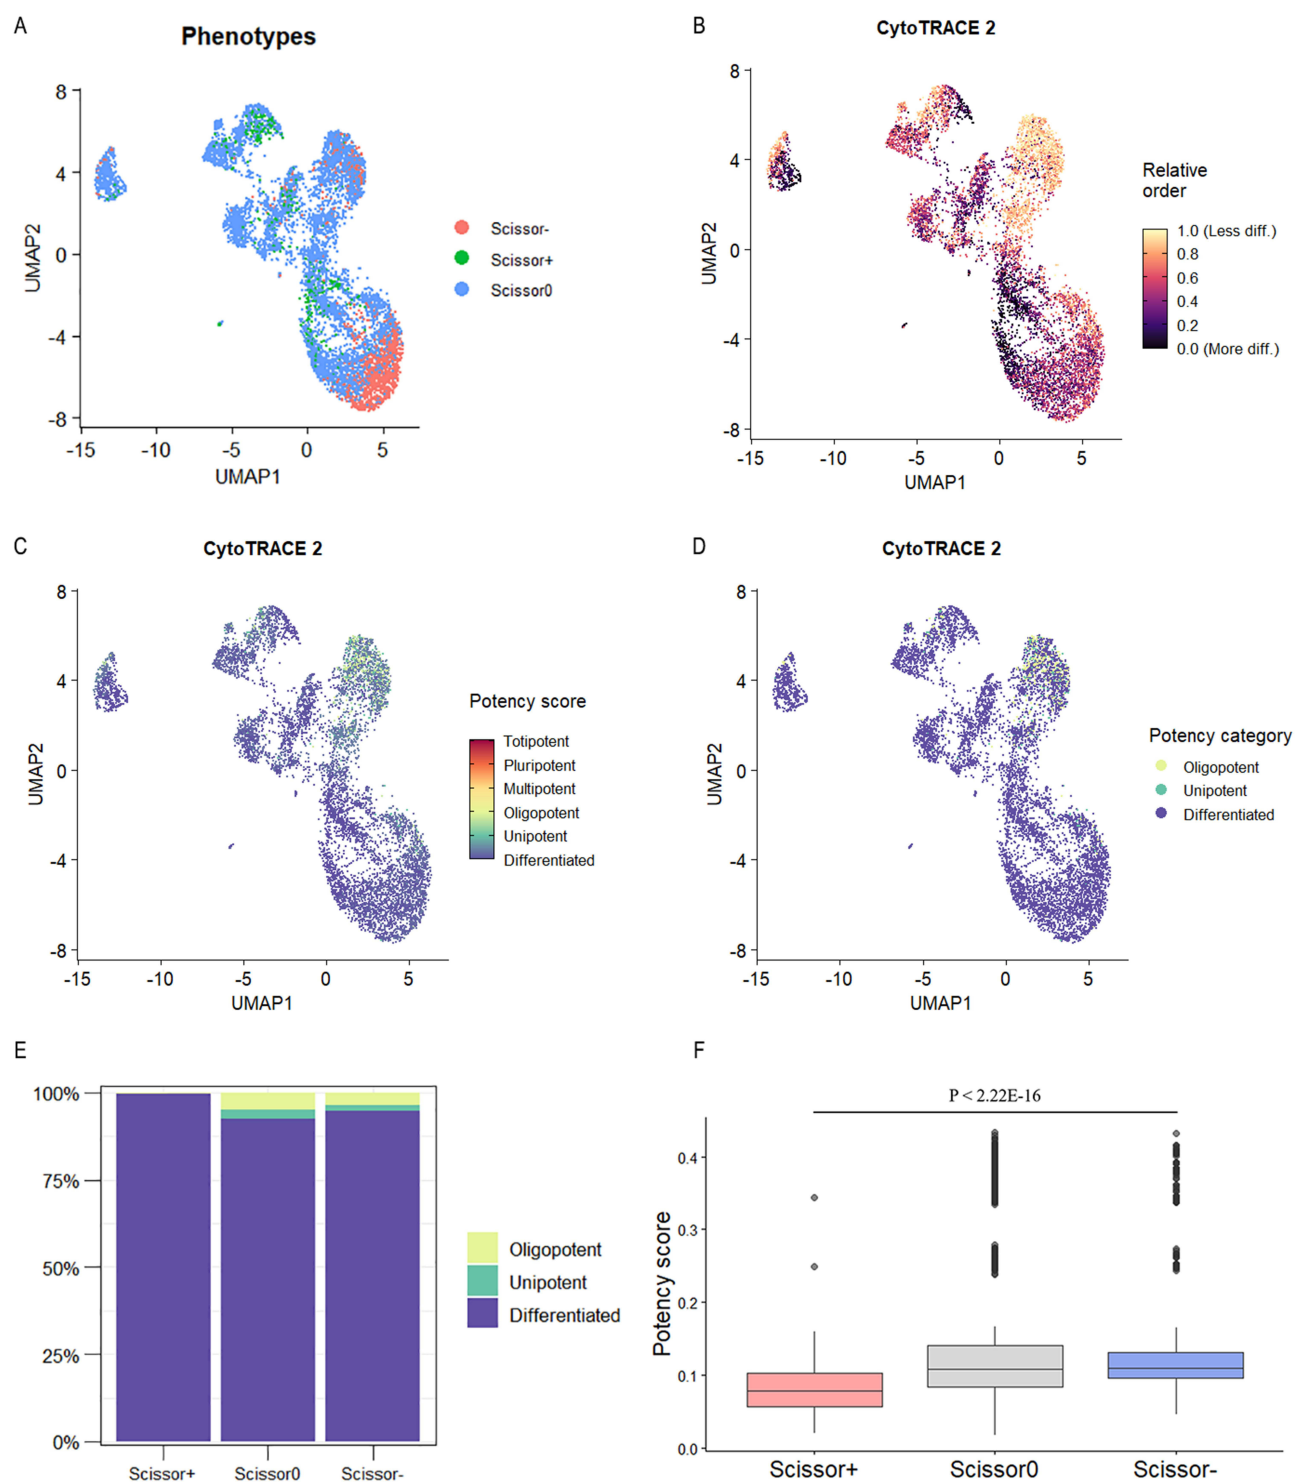 A
Phenotypes
8
4
0
-4
-8
UMAP2
-15 -10 -5 0 5
UMAP1
Scissor-
Scissor+
Scissor0
B
CytoTRACE 2
8
4
0
-4
-8
UMAP2
-15 -10 -5 0 5
UMAP1
Relative
order
1.0 (Less diff.)
0.8
0.6
0.4
0.2
0.0 (More diff.)
C
CytoTRACE 2
8
4
0
-4
-8
UMAP2
-15 -10 -5 0 5
UMAP1
Potency score
Totipotent
Pluripotent
Multipotent
Oligopotent
Unipotent
Differentiated
D
CytoTRACE 2
8
4
0
-4
-8
UMAP2
-15 -10 -5 0 5
UMAP1
Potency category
Oligopotent
Unipotent
Differentiated
E
100%
75%
50%
25%
0%
Scissor+ Scissor0 Scissor-
Oligopotent
Unipotent
Differentiated
F
P < 2.22E-16
0.4
0.3
0.2
0.1
0.0
Potency score
Scissor+ Scissor0 Scissor-